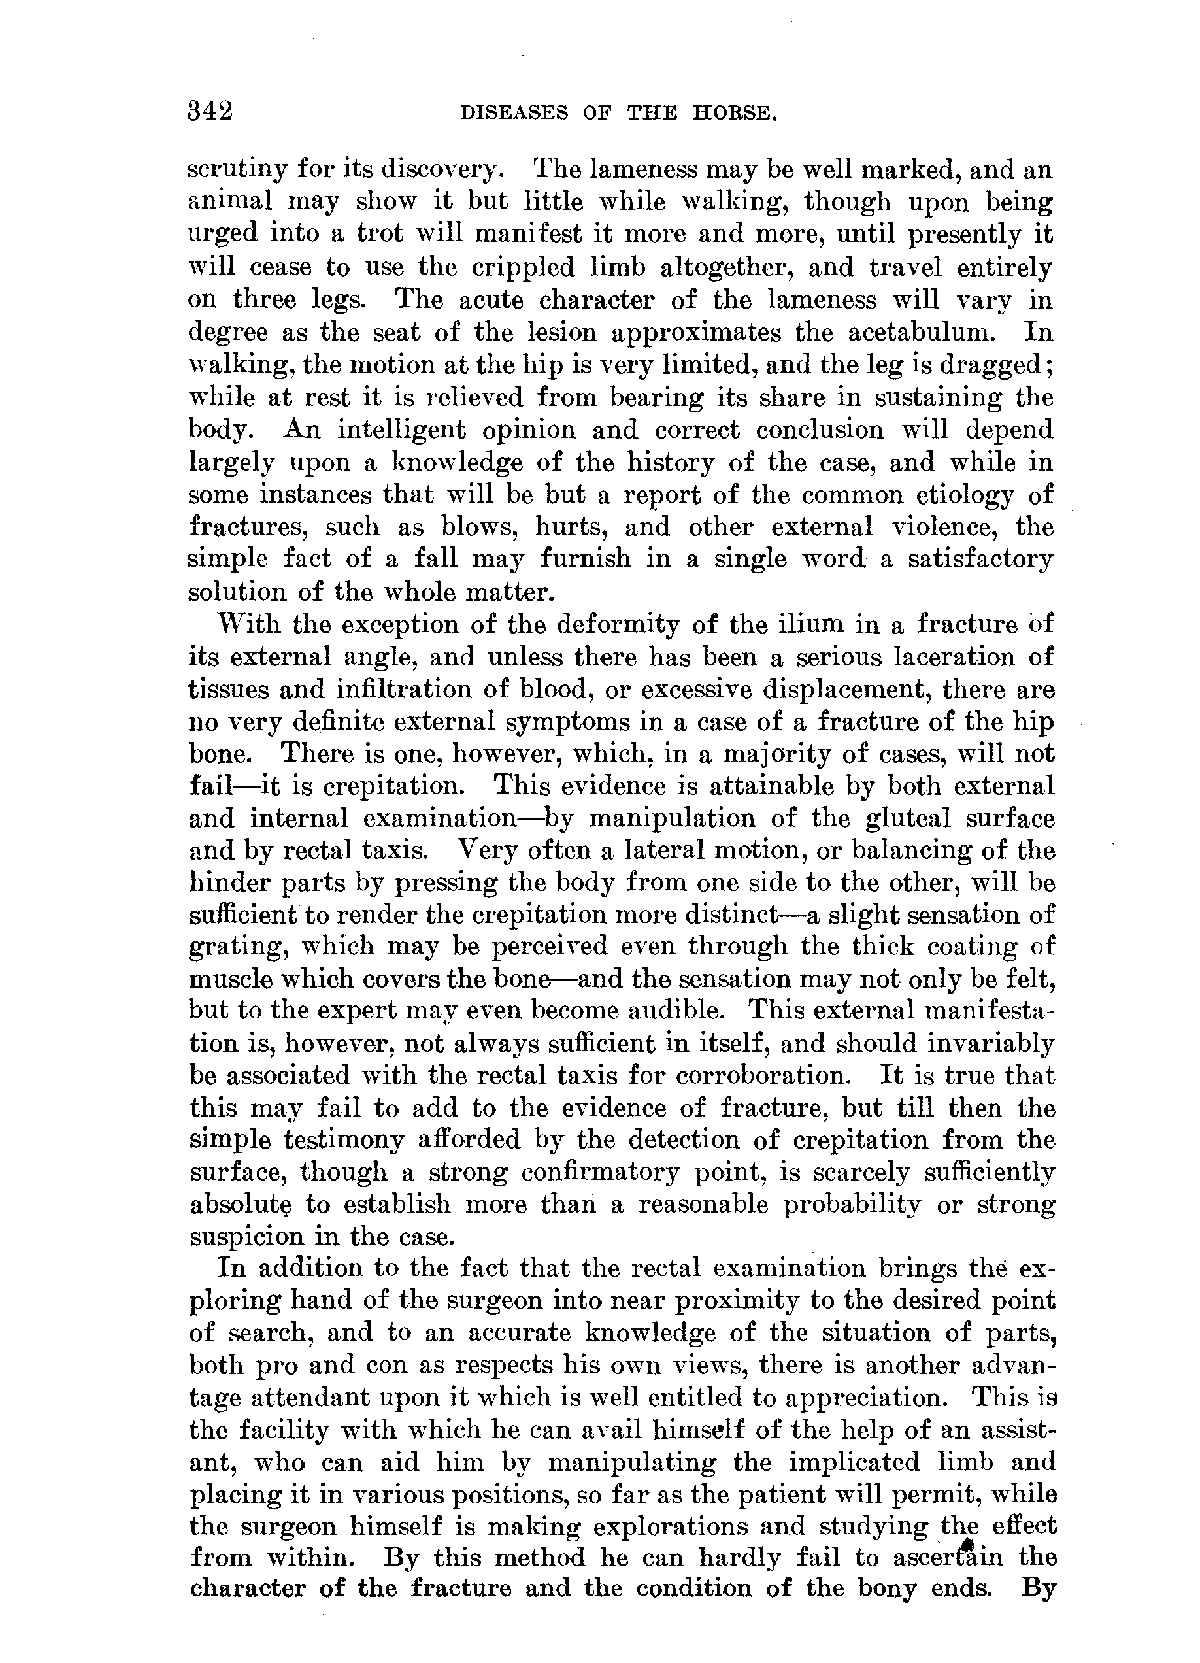 342 DISEASES OF THE HORSE.
scrutiny for its discovery. The lameness may be well marked, and an
animal may show it but little while walking, though upon being
urged into a trot will manifest it more and more, until presently it
will cease to use the crippled limb altogether, and travel entirely
on three legs. The acute character of the lameness will vary in
degree as the seat of the lesion approximates the acetabulum. In
walking, the motion at the hip is very limited, and the leg is dragged;
while at rest it is relieved from bearing its share in sustaining the
body. An intelligent opinion and correct conclusion will depend
largely upon a knowledge of the history of the case, and while in
some instances that will be but a report of the common etiology of
fractures, such as blows, hurts, and other external violence, the
simple fact of a fall may furnish in a single word a satisfactory
solution of the whole matter.
With the exception of the deformity of the ilium in a fracture of
its external angle, and unless there has been a serious laceration of
tissues and infiltration of blood, or excessive displacement, there are
no very definite external symptoms in a case of a fracture of the hip
bone. There is one, however, which, in a majority of cases, will not
fail—it is crepitation. This evidence is attainable by both external
and internal examination—by manipulation of the gluteal surface
and by rectal taxis. Very often a lateral motion, or balancing of the
hinder parts by pressing the body from one side to the other, will be
sufficient to render the crepitation more distinct—a slight sensation of
grating, which may be perceived even through the thick coating of
muscle which covers the bone—and the sensation may not only be felt,
but to the expert may even become audible. This external manifesta-
tion is, however, not always sufficient in itself, and should invariably
be associated with the rectal taxis for corroboration. It is true that
this may fail to add to the evidence of fracture, but till then the
simple testimony afforded by the detection of crepitation from the
surface, though a strong confirmatory point, is scarcely sufficiently
absolute to establish more than a reasonable probability or strong
suspicion in the case.
In addition to the fact that the rectal examination brings the ex-
ploring hand of the surgeon into near proximity to the desired point
of search, and to an accurate knowledge of the situation of parts,
both pro and con as respects his own views, there is another advan-
tage attendant upon it which is well entitled to appreciation. This is
the facility with which he can avail himself of the help of an assist-
ant, who can aid him by manipulating the implicated limb and
placing it in various positions, so far as the patient will permit, while
the surgeon himself is making explorations and studying the effect
from within. By this method he can hardly fail to ascertain the
character of the fracture and the condition of the bony ends. By